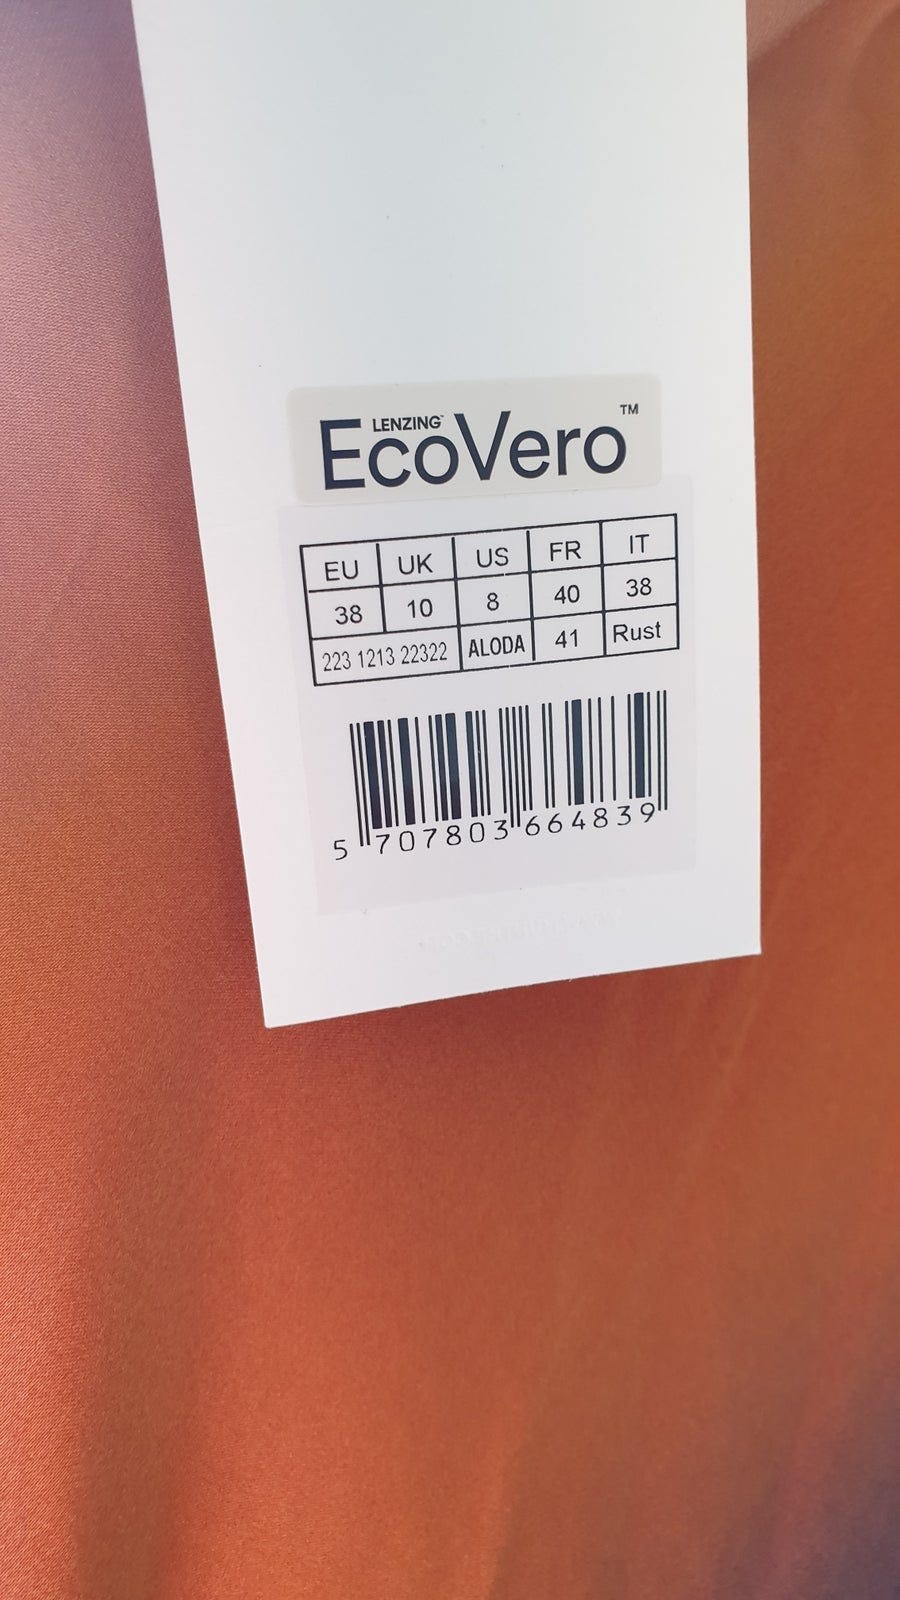 LENZING™
EcoVero™
EU UK US FR IT
38 10 8 40 38
223 1213 22322 ALODA 41 Rust
5 707803 664839